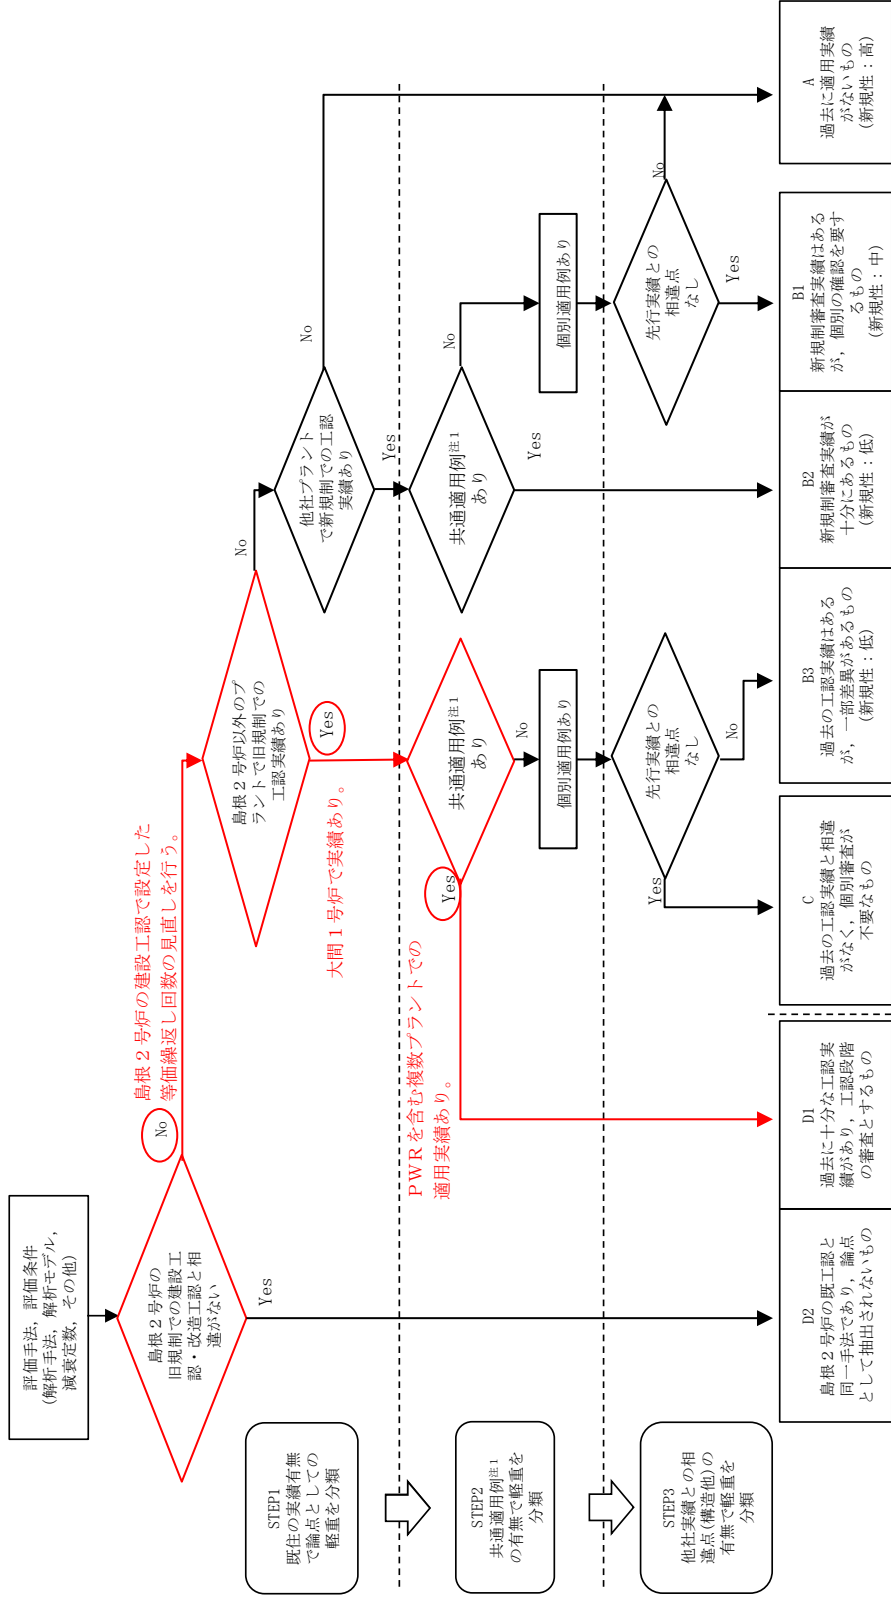 評価手法，評価条件
(解析手法，解析モデル，
減衰定数，その他)
島根２号炉の
旧規制での建設工
認・改造工認と相
違がない
No
島根２号炉の建設工認で設定した
等価繰返し回数の見直しを行う。
Yes
島根２号炉以外のプ
ラントで旧規制での
工認実績あり
No
Yes
大間１号炉で実績あり。
他社プラント
で新規制での工認
実績あり
No
Yes
STEP1
既往の実績有無
で論点としての
軽重を分類
共通適用例注１
あり
Yes
PWRを含む複数プラントでの
適用実績あり。
No
個別適用例あり
共通適用例注１
あり
No
Yes
個別適用例あり
STEP2
共通適用例注１
の有無で軽重を
分類
先行実績との
相違点
なし
Yes
No
先行実績との
相違点
なし
No
Yes
STEP3
他社実績との相
違点(構造他)の
有無で軽重を
分類
D2
島根２号炉の既工認と
同一手法であり，論点
として抽出されないもの
D1
過去に十分な工認実
績があり，工認段階
の審査とするもの
C
過去の工認実績と相違
がなく，個別審査が
不要なもの
B3
過去の工認実績はある
が，一部差異があるもの
(新規性：低)
B2
新規制審査実績が
十分にあるもの
(新規性：低)
B1
新規制審査実績はある
が，個別の確認を要す
るもの
(新規性：中)
A
過去に適用実績
がないもの
(新規性：高)